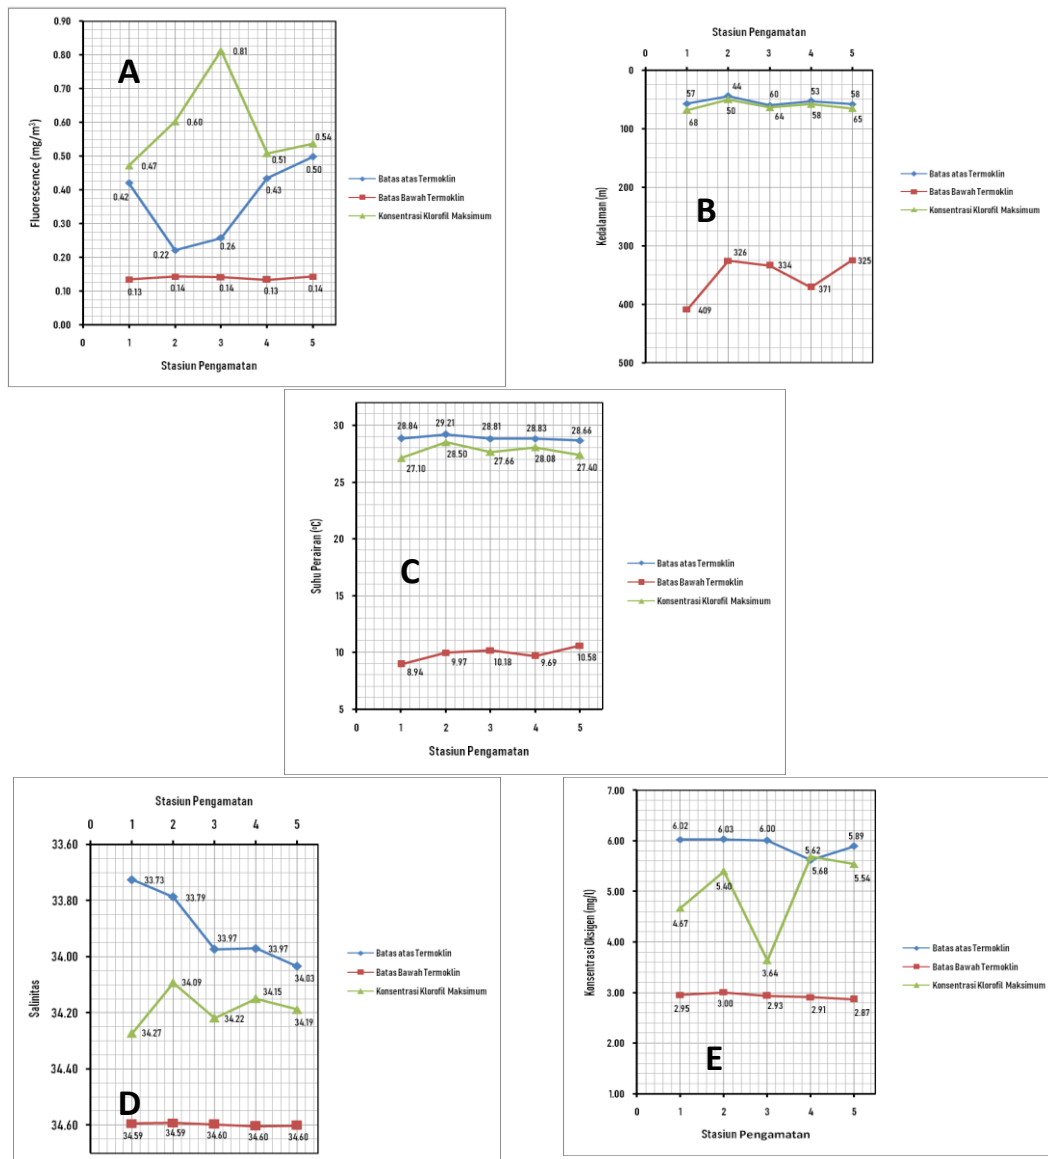 A
Fluorescence (mg/m³)
0.90
0.80
0.70
0.60
0.50
0.40
0.30
0.20
0.10
0.00
0 1 2 3 4 5
Stasiun Pengamatan
0.47 0.60 0.81 0.51 0.54
0.42 0.22 0.26 0.43 0.50
0.13 0.14 0.14 0.13 0.14
Batas atas Termoklin
Batas Bawah Termoklin
Konsentrasi Klorofil Maksimum
B
Stasiun Pengamatan
0 1 2 3 4 5
Kedalaman (m)
0
100
200
300
400
500
57 44 60 53 58
68 50 64 58 65
409 326 334 371 325
Batas atas Termoklin
Batas Bawah Termoklin
Konsentrasi Klorofil Maksimum
C
Suhu Perairan (ºC)
30
25
20
15
10
5
0 1 2 3 4 5
Stasiun Pengamatan
28.84 29.21 28.81 28.83 28.66
27.10 28.50 27.66 28.08 27.40
8.94 9.97 10.18 9.69 10.58
Batas atas Termoklin
Batas Bawah Termoklin
Konsentrasi Klorofil Maksimum
D
Stasiun Pengamatan
0 1 2 3 4 5
Salinitas
33.60
33.80
34.00
34.20
34.40
34.60
33.73 33.79 33.97 33.97 34.03
34.27 34.09 34.22 34.15 34.19
34.59 34.59 34.60 34.60 34.60
Batas atas Termoklin
Batas Bawah Termoklin
Konsentrasi Klorofil Maksimum
E
Konsentrasi Oksigen (mg/l)
7.00
6.00
5.00
4.00
3.00
2.00
1.00
0 1 2 3 4 5
Stasiun Pengamatan
6.02 6.03 6.00 5.62 5.89
4.67 5.40 3.64 5.68 5.54
2.95 3.00 2.93 2.91 2.87
Batas atas Termoklin
Batas Bawah Termoklin
Konsentrasi Klorofil Maksimum